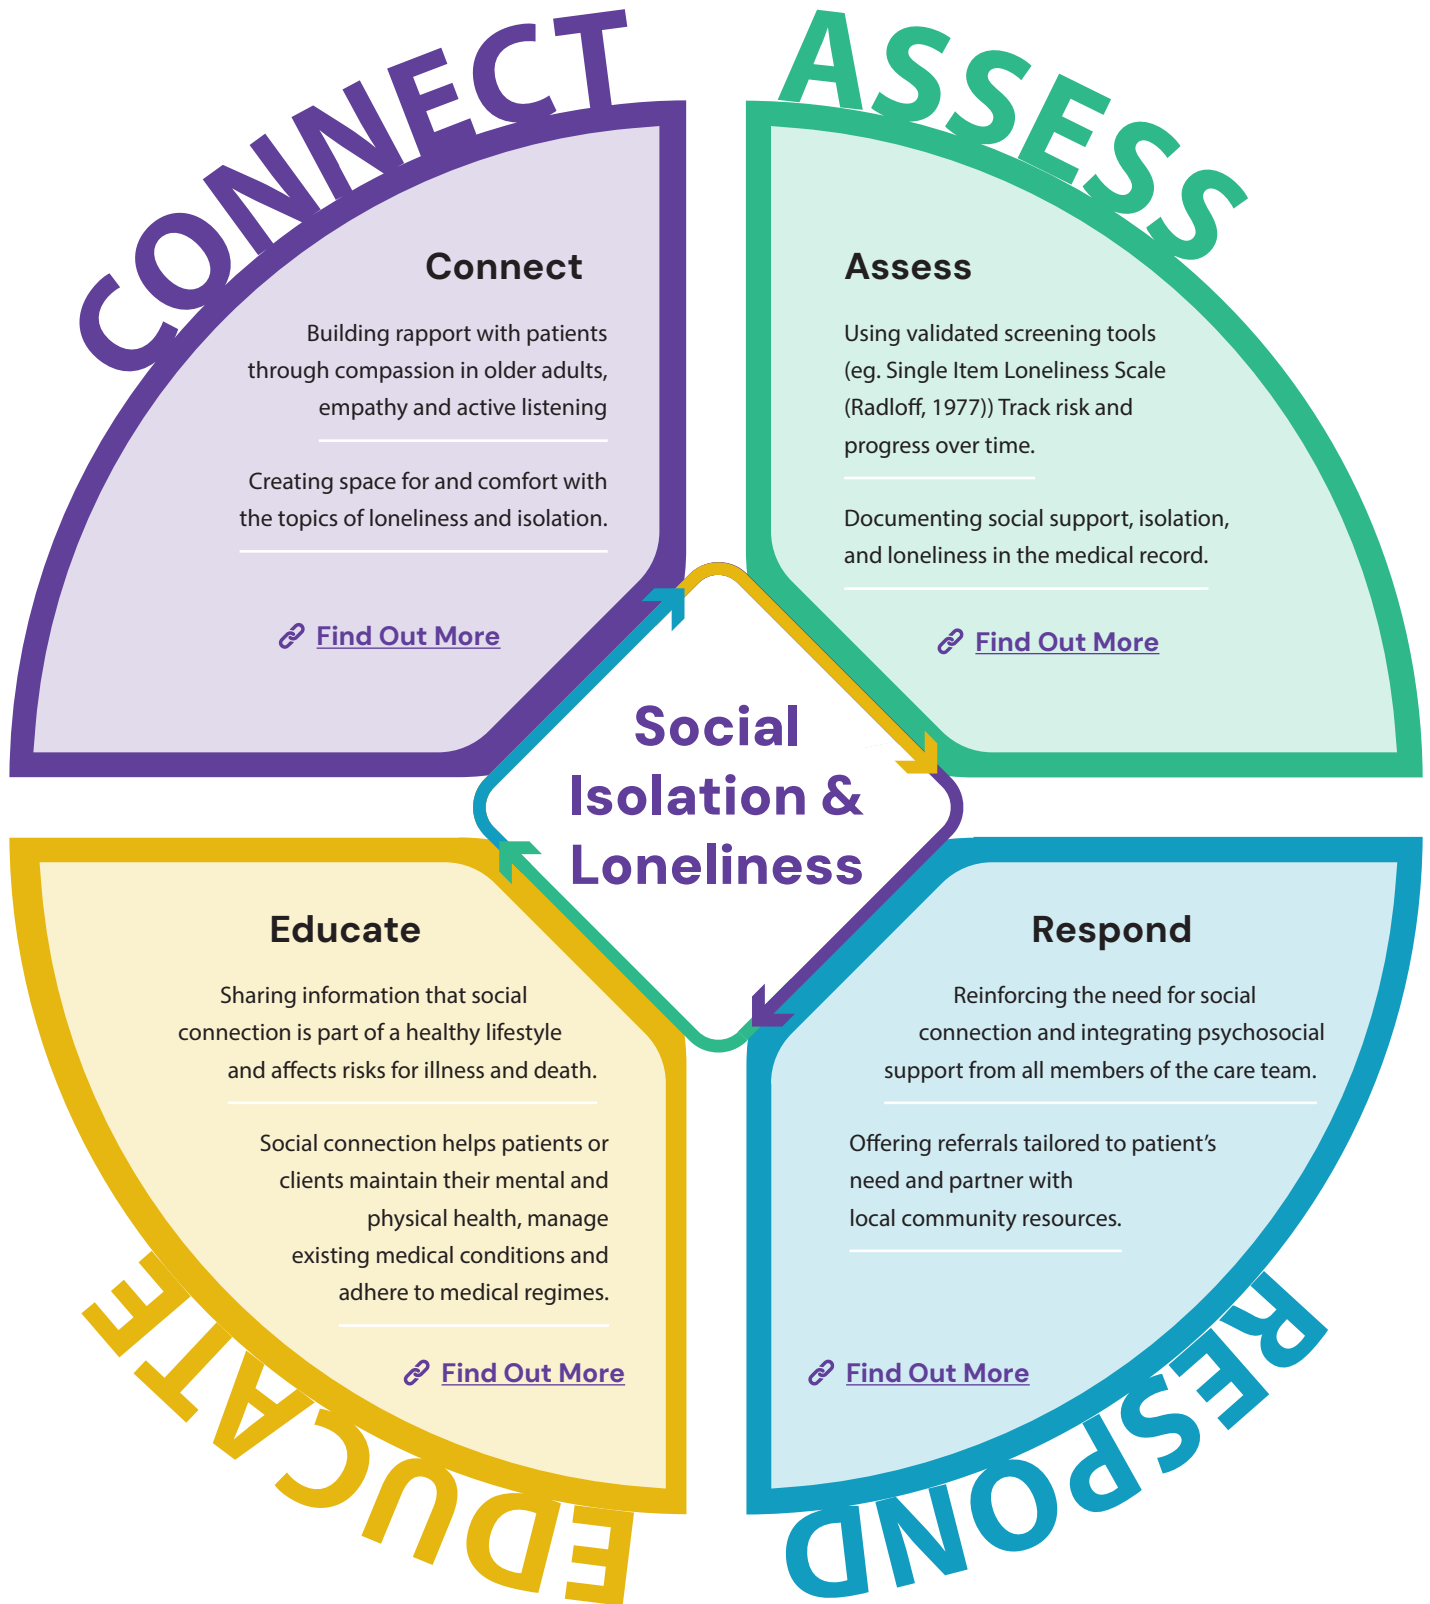 CONNECT
Connect
Building rapport with patients
through compassion in older adults,
empathy and active listening
Creating space for and comfort with
the topics of loneliness and isolation.
Find Out More
ASSESS
Assess
Using validated screening tools
(eg. Single Item Loneliness Scale
(Radloff, 1977)) Track risk and
progress over time.
Documenting social support, isolation,
and loneliness in the medical record.
Find Out More
Social
Isolation &
Loneliness
Educate
Sharing information that social
connection is part of a healthy lifestyle
and affects risks for illness and death.
Social connection helps patients or
clients maintain their mental and
physical health, manage
existing medical conditions and
adhere to medical regimes.
Find Out More
EDUCATE
Respond
Reinforcing the need for social
connection and integrating psychosocial
support from all members of the care team.
Offering referrals tailored to patient's
need and partner with
local community resources.
Find Out More
RESPOND